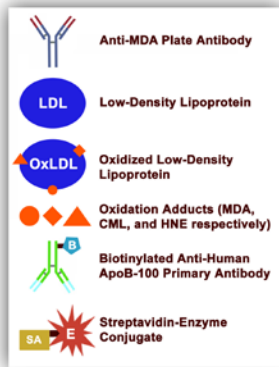 Anti-MDA Plate Antibody
LDL
Low-Density Lipoprotein
OxLDL
Oxidized Low-Density
Lipoprotein
Oxidation Adducts (MDA,
CML, and HNE respectively)
B
Biotinylated Anti-Human
ApoB-100 Primary Antibody
SA
E
Streptavidin-Enzyme
Conjugate